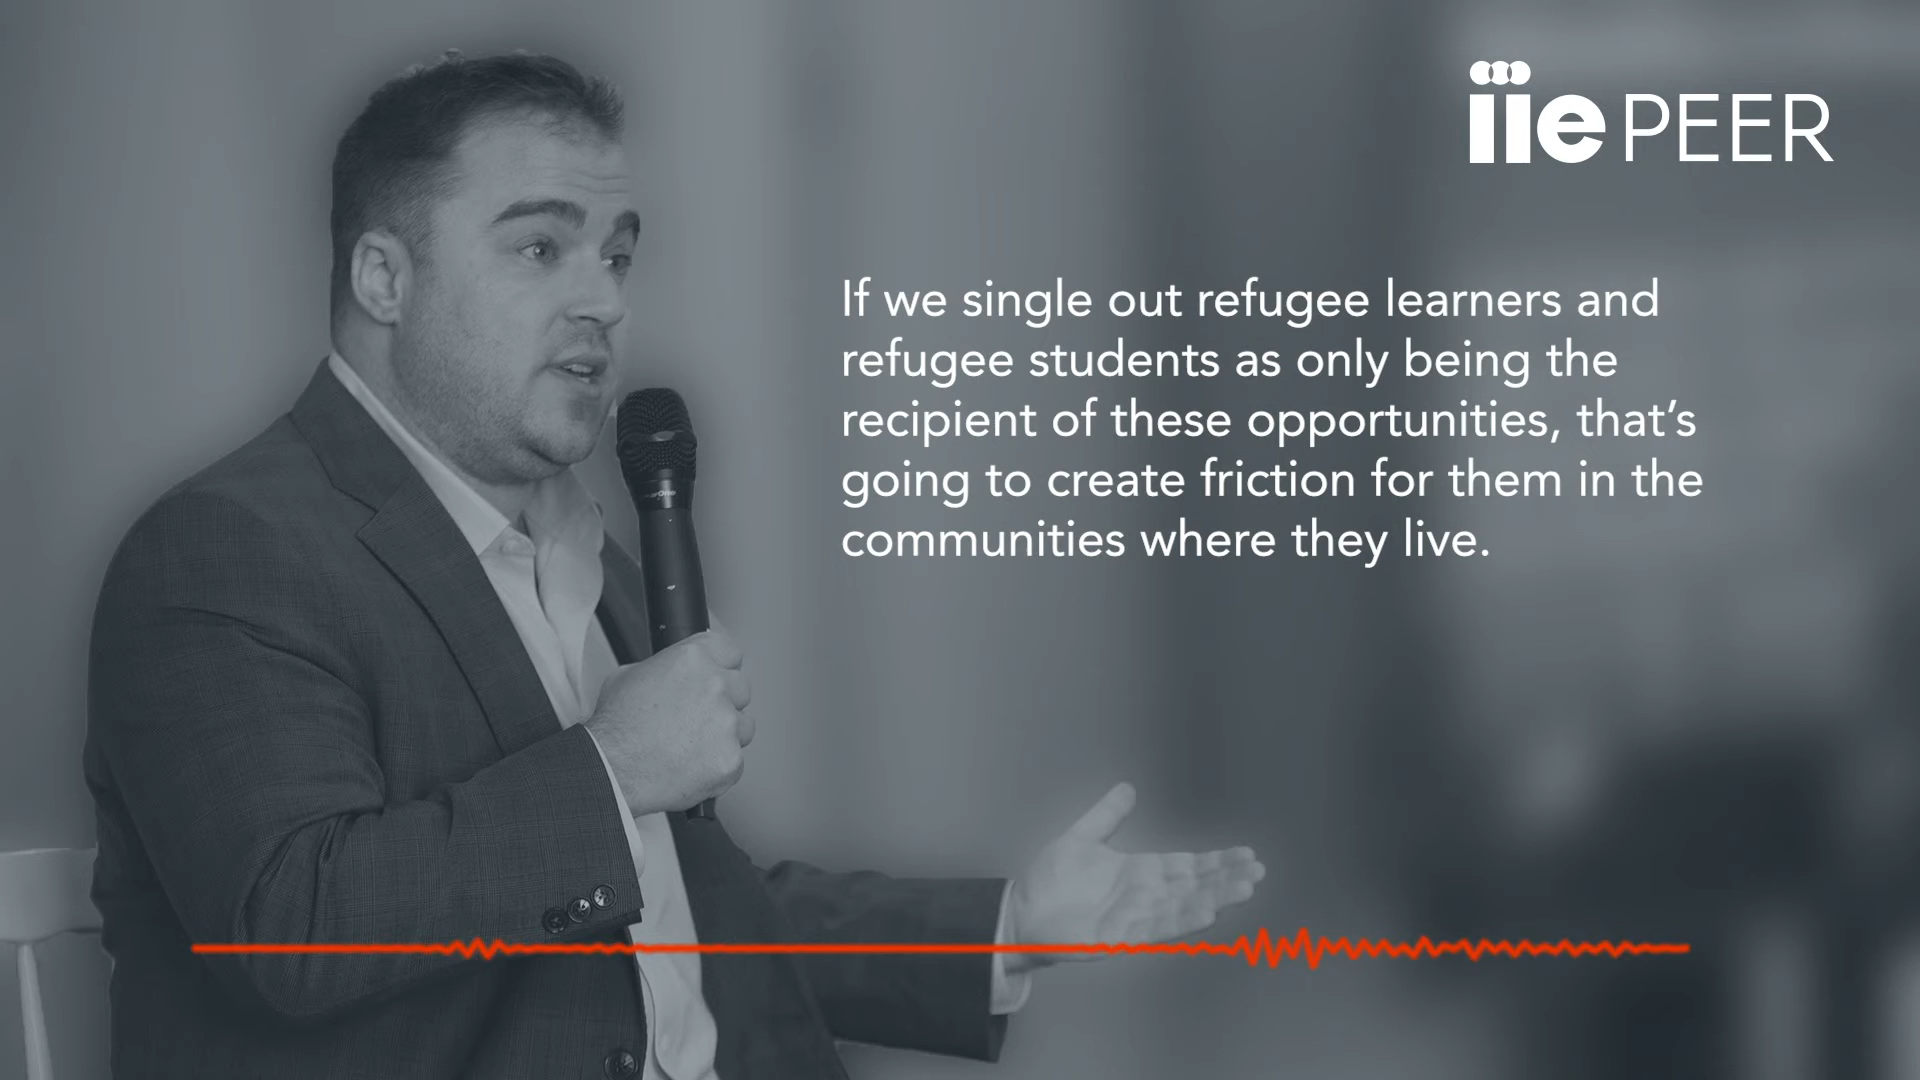 iie PEER
If we single out refugee learners and
refugee students as only being the
recipient of these opportunities, that’s
going to create friction for them in the
communities where they live.